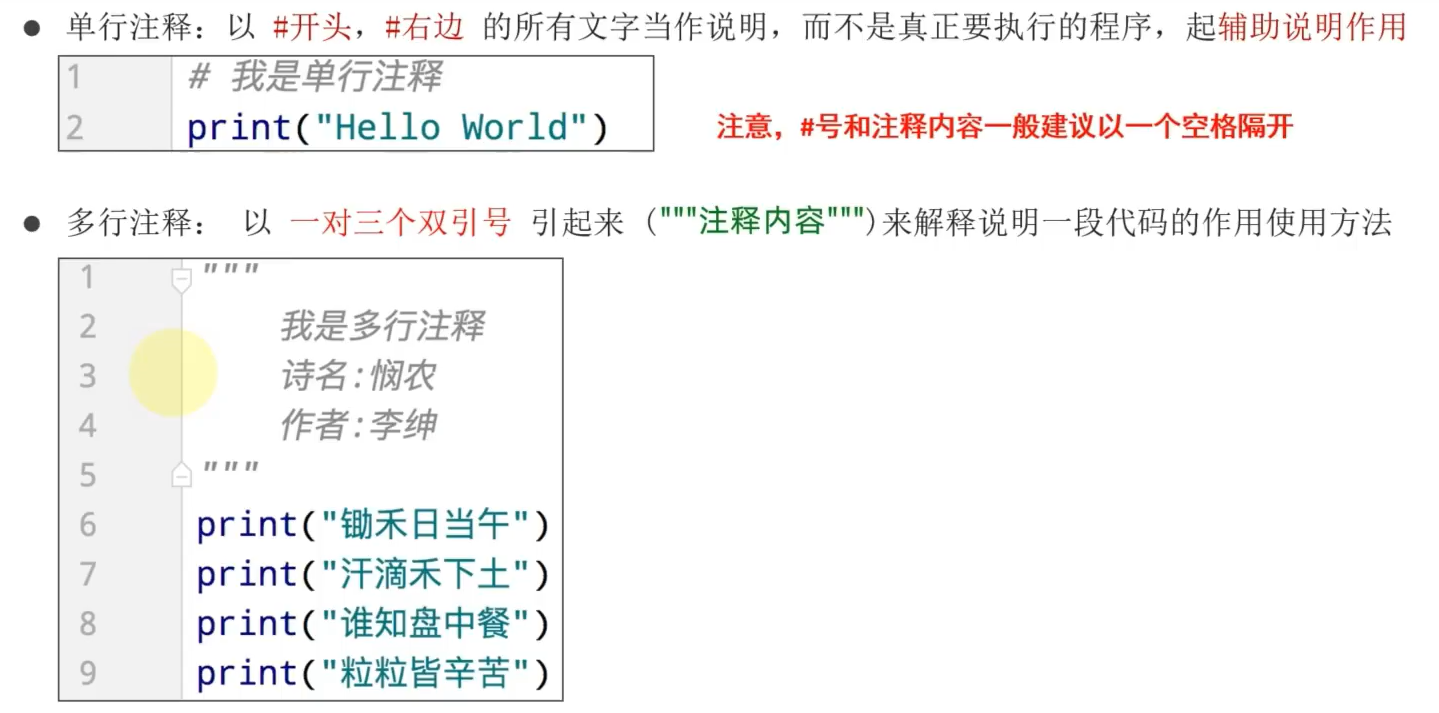 ● 单行注释：以 #开头，#右边 的所有文字当作说明，而不是真正要执行的程序，起辅助说明作用
1 # 我是单行注释
2 print("Hello World")
注意，#号和注释内容一般建议以一个空格隔开
● 多行注释： 以 一对三个双引号 引起来 ("""注释内容""")来解释说明一段代码的作用使用方法
1 """
2 我是多行注释
3 诗名:悯农
4 作者:李绅
5 """
6 print("锄禾日当午")
7 print("汗滴禾下土")
8 print("谁知盘中餐")
9 print("粒粒皆辛苦")